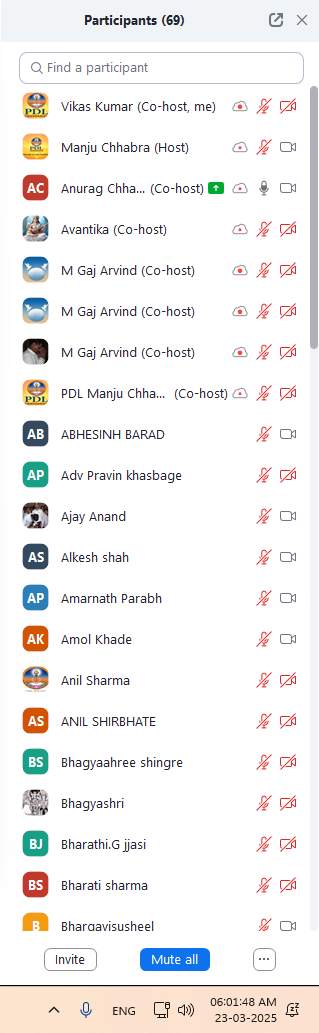 Participants (69)
Find a participant
PDL Vikas Kumar (Co-host, me)
PDL Manju Chhabra (Host)
AC Anurag Chha... (Co-host)
Avantika (Co-host)
M Gaj Arvind (Co-host)
M Gaj Arvind (Co-host)
M Gaj Arvind (Co-host)
PDL PDL Manju Chha... (Co-host)
AB ABHESINH BARAD
AP Adv Pravin khasbage
Ajay Anand
AS Alkesh shah
AP Amarnath Parabh
AK Amol Khade
Anil Sharma
AS ANIL SHIRBHATE
BS Bhagyaahree shingre
Bhagyashri
BJ Bharathi.G jjasi
BS Bharati sharma
B Bhargavisusheel
Invite Mute all ...
ENG 06:01:48 AM
23-03-2025